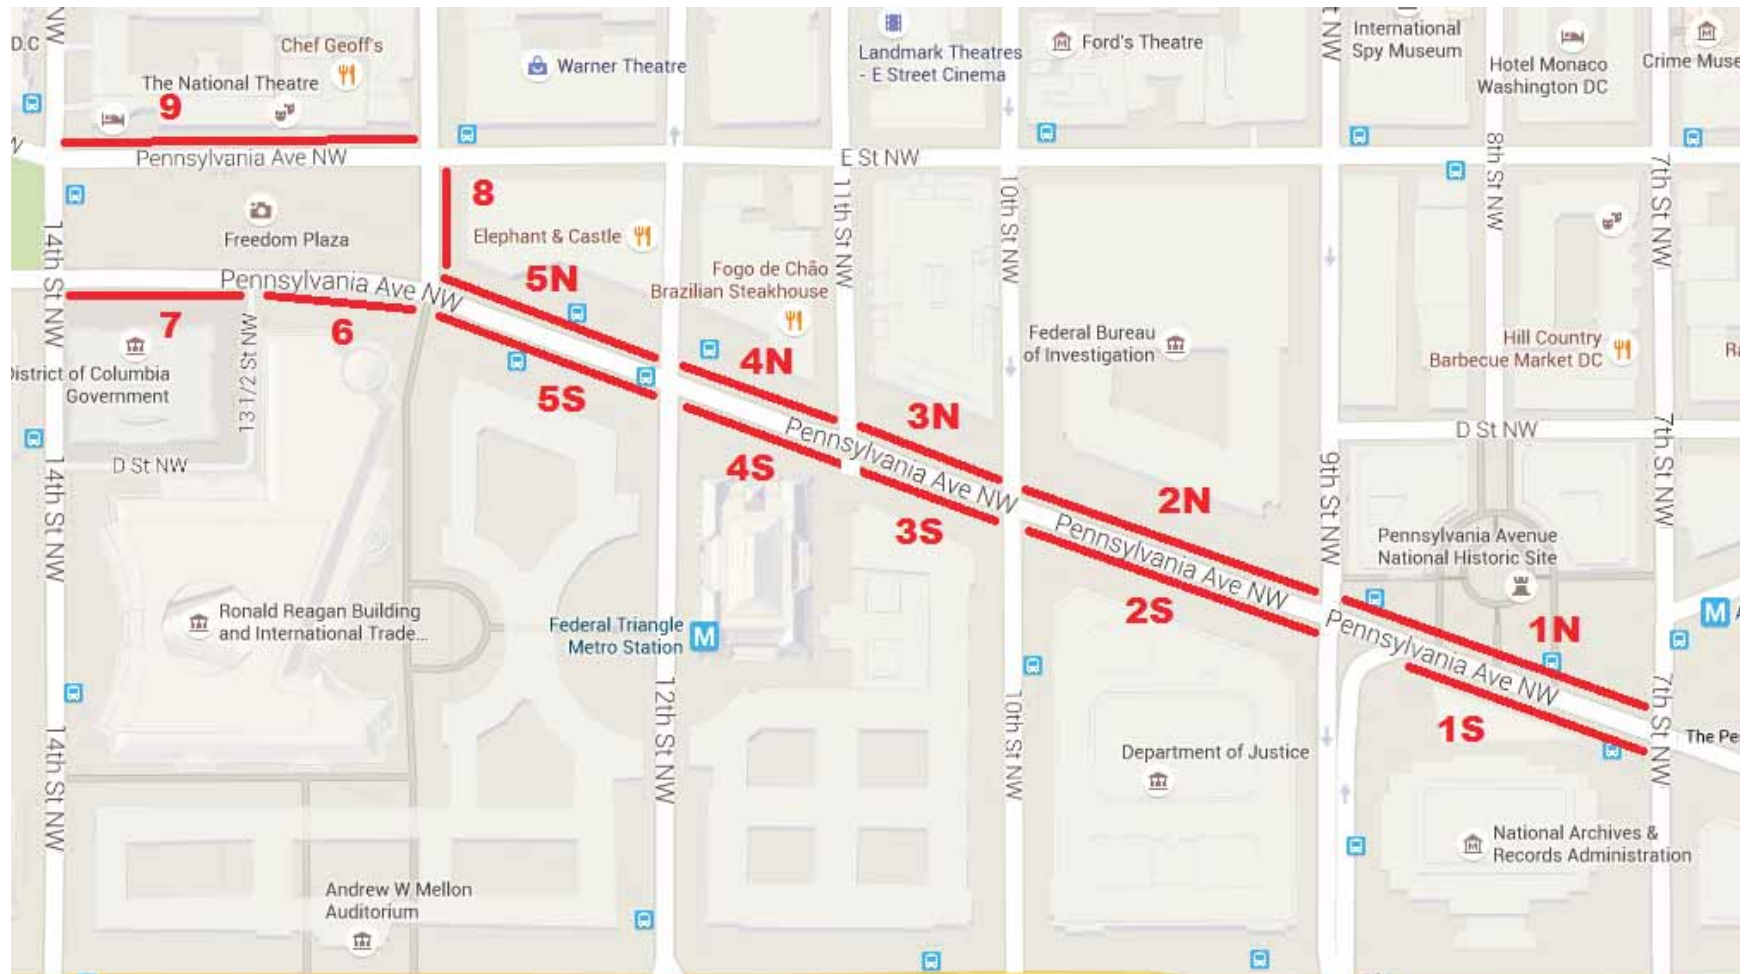 D.C
NW
Chef Geoff's
The National Theatre
9
Pennsylvania Ave NW
Warner Theatre
Landmark Theatres
- E Street Cinema
Ford's Theatre
t NW
International
Spy Museum
Hotel Monaco
Washington DC
Crime Muse
E St NW
8th St NW
7th St NW
11th St NW
10th St NW
8
Freedom Plaza
Elephant & Castle
14th St NW
Pennsylvania Ave NW
5N
Fogo de Chão
Brazilian Steakhouse
7
6
13 1/2 St NW
District of Columbia
Government
5S
4N
3N
Federal Bureau
of Investigation
Hill Country
Barbecue Market DC
Ra
D St NW
7th St NW
D St NW
14th St NW
4S
Pennsylvania Ave NW
3S
2N
9th St NW
Pennsylvania Avenue
National Historic Site
Pennsylvania Ave NW
2S
Ronald Reagan Building
and International Trade...
Federal Triangle
Metro Station
M
M
A
Pennsylvania Ave NW
1N
1S
7th St NW
The Pe
12th St NW
10th St NW
14th St NW
Department of Justice
National Archives &
Records Administration
Andrew W Mellon
Auditorium